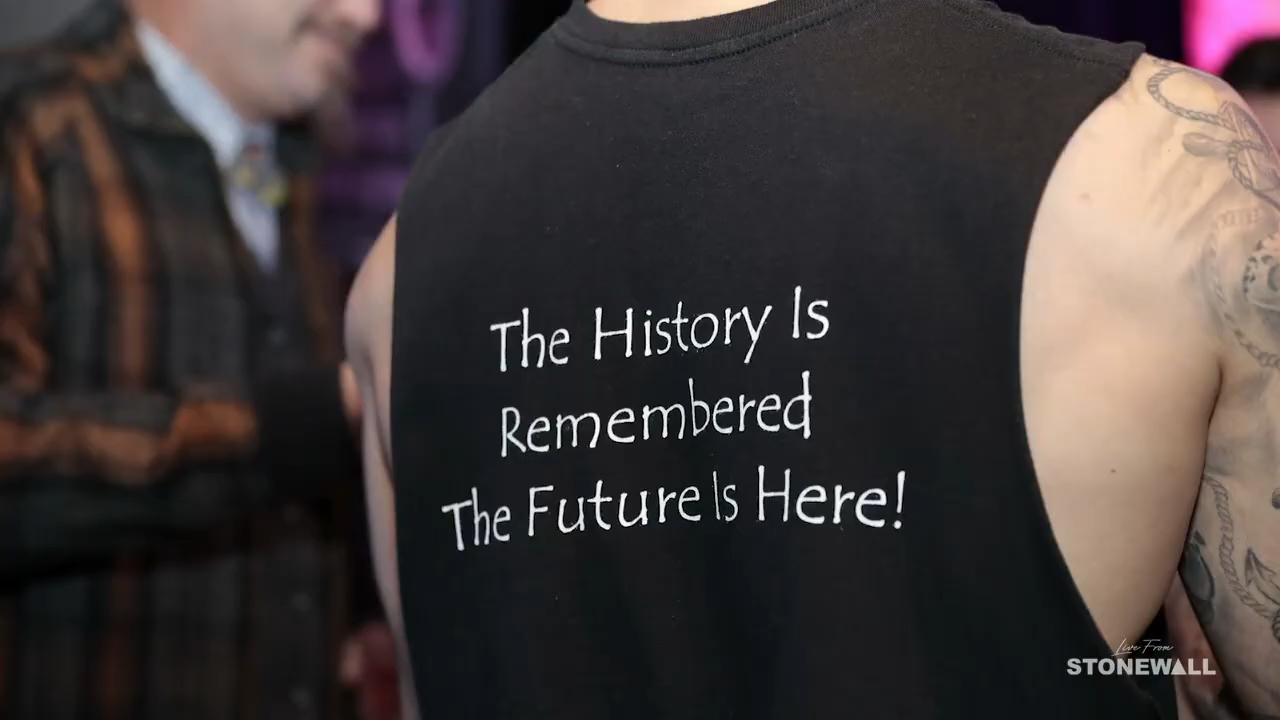 The History Is
Remembered
The Future Is Here!
Live From
STONEWALL